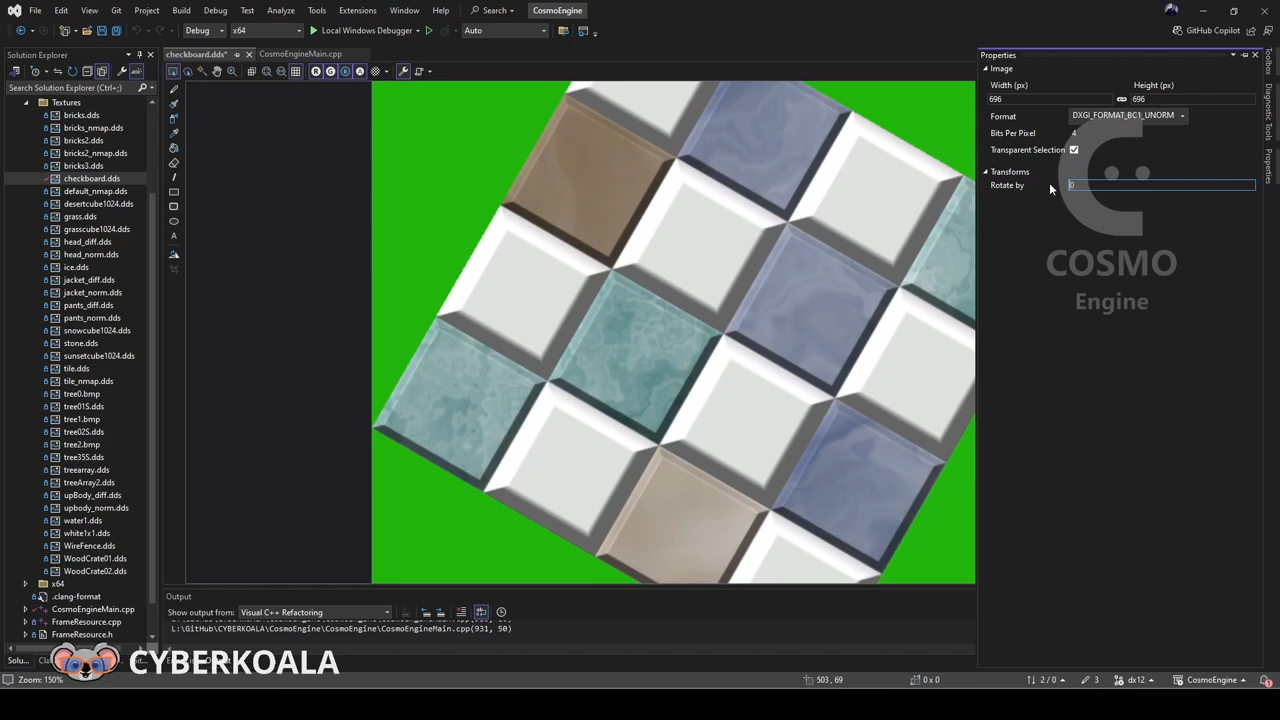 File Edit View Git Project Build Debug Test Analyze Tools Extensions Window Help Search CosmoEngine
Debug x64 Local Windows Debugger Auto GitHub Copilot
Solution Explorer
checkboard.dds* CosmoEngineMain.cpp
Properties
Search Solution Explorer (Ctrl+;)
R G B A
Image
Width (px) Height (px)
696 696
Format DXGI_FORMAT_BC1_UNORM
Bits Per Pixel 4
Transparent Selection
Transforms
Rotate by 0
COSMO
Engine
Toolbox
Diagnostic Tools
Properties
Textures
bricks.dds
bricks_nmap.dds
bricks2.dds
bricks2_nmap.dds
bricks3.dds
checkboard.dds
default_nmap.dds
desertcube1024.dds
grass.dds
grasscube1024.dds
head_diff.dds
head_norm.dds
ice.dds
jacket_diff.dds
jacket_norm.dds
pants_diff.dds
pants_norm.dds
snowcube1024.dds
stone.dds
sunsetcube1024.dds
tile.dds
tile_nmap.dds
tree0.bmp
tree01S.dds
tree1.bmp
tree02S.dds
tree2.bmp
tree35S.dds
treearray.dds
treeArray2.dds
upBody_diff.dds
upbody_norm.dds
water1.dds
white1x1.dds
WireFence.dds
WoodCrate01.dds
WoodCrate02.dds
x64
.clang-format
CosmoEngineMain.cpp
FrameResource.cpp
FrameResource.h
Output
Show output from: Visual C++ Refactoring
L:\GitHub\CYBERKOALA\CosmoEngine\CosmoEngine\CosmoEngineMain.cpp(931, 50)
Solu...
CYBERKOALA
Zoom: 150% 503 , 69 0 x 0 2 / 0 3 dx12 CosmoEngine